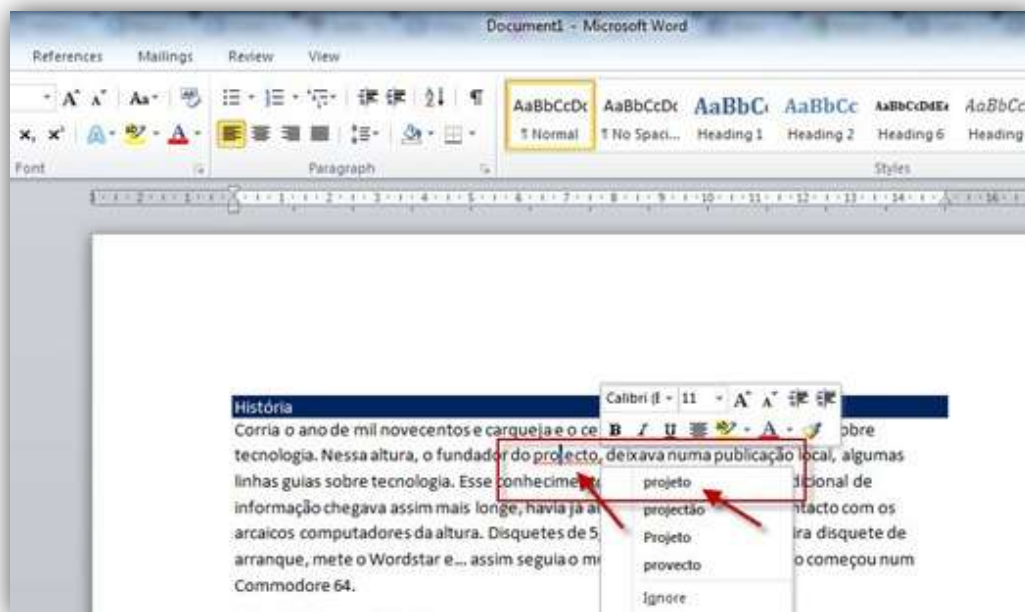 Document1 - Microsoft Word
References Mailings Review View
Aa
AaBbCcDc AaBbCcDc AaBbC AaBbCc AaBbCcDdEe AaBbCc
¶ Normal ¶ No Spaci... Heading 1 Heading 2 Heading 6 Heading
Font Paragraph Styles
História
Calibri (E 11
B I U
Corria o ano de mil novecentos e carqueja e o ce obre
tecnologia. Nessa altura, o fundador do projecto, deixava numa publicação local, algumas
linhas guias sobre tecnologia. Esse conheciment dicional de
informação chegava assim mais longe, havia já a ntacto com os
arcaicos computadores da altura. Disquetes de 5 ira disquete de
arranque, mete o Wordstar e... assim seguia o m o começou num
Commodore 64.
projeto
projectão
Projeto
provecto
Ignore